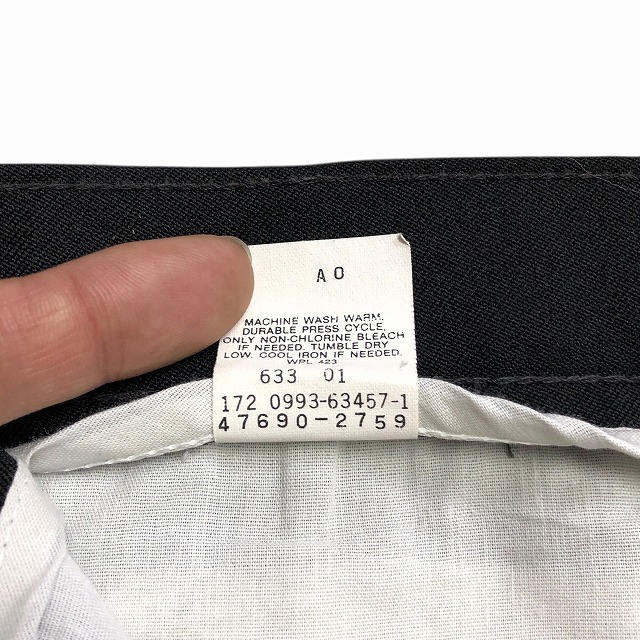 A O
MACHINE WASH WARM.
DURABLE PRESS CYCLE,
ONLY NON-CHLORINE BLEACH
IF NEEDED. TUMBLE DRY
LOW. COOL IRON IF NEEDED.
WPL 423
633 01
172 0993-63457-1
47690-2759